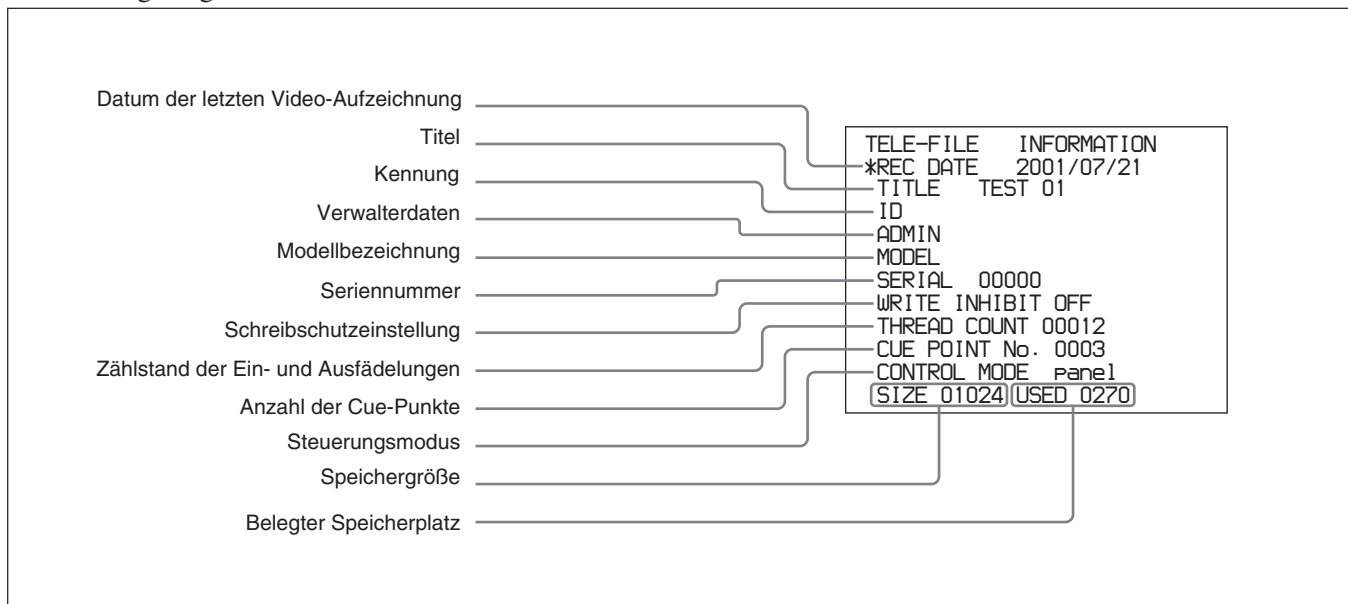 Datum der letzten Video-Aufzeichnung
Titel
Kennung
Verwalterdaten
Modellbezeichnung
Seriennummer
Schreibschutzeinstellung
Zählstand der Ein- und Ausfädelungen
Anzahl der Cue-Punkte
Steuerungsmodus
Speichergröße
Belegter Speicherplatz
TELE-FILE INFORMATION
*REC DATE 2001/07/21
TITLE TEST 01
ID
ADMIN
MODEL
SERIAL 00000
WRITE INHIBIT OFF
THREAD COUNT 00012
CUE POINT No. 0003
CONTROL MODE panel
SIZE 01024 USED 0270